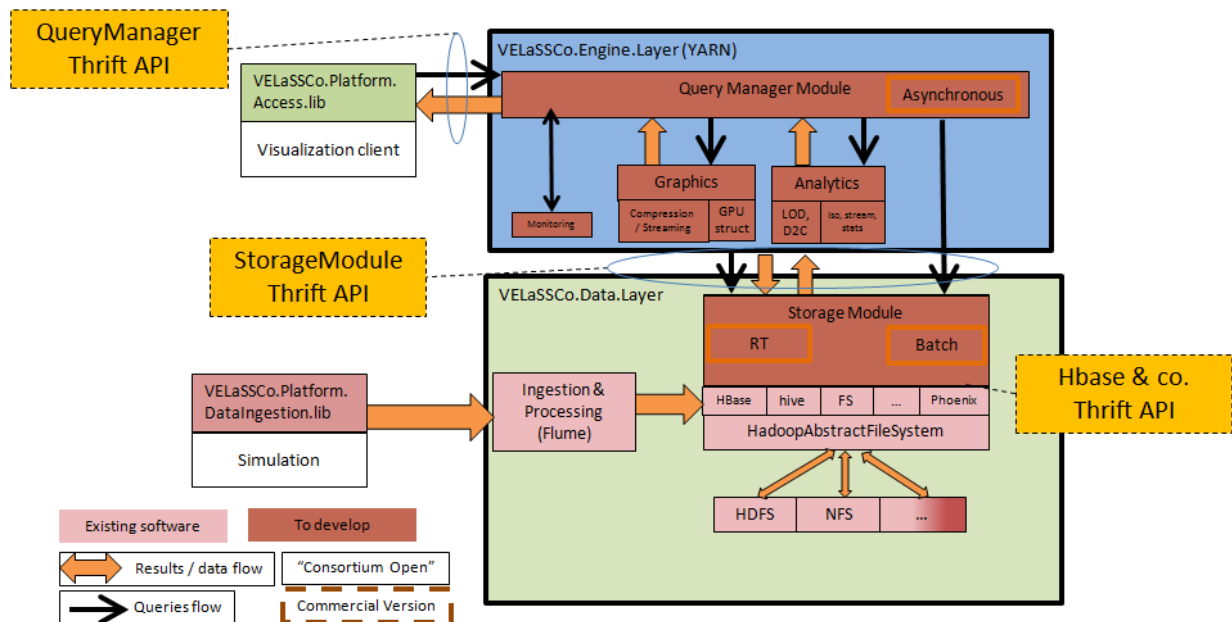 QueryManager
Thrift API
VELaSSCo.Engine.Layer (YARN)
VELaSSCo.Platform.
Access.lib
Visualization client
Query Manager Module
Asynchronous
Graphics
Compression
/ Streaming
GPU
struct
Analytics
LOD,
D2C
Iso, stream,
stats
Monitoring
StorageModule
Thrift API
VELaSSCo.Data.Layer
Storage Module
RT
Batch
Hbase & co.
Thrift API
VELaSSCo.Platform.
DataIngestion.lib
Simulation
Ingestion &
Processing
(Flume)
HBase
hive
FS
...
Phoenix
HadoopAbstractFileSystem
HDFS
NFS
...
Existing software
To develop
Results / data flow
“Consortium Open”
Queries flow
Commercial Version